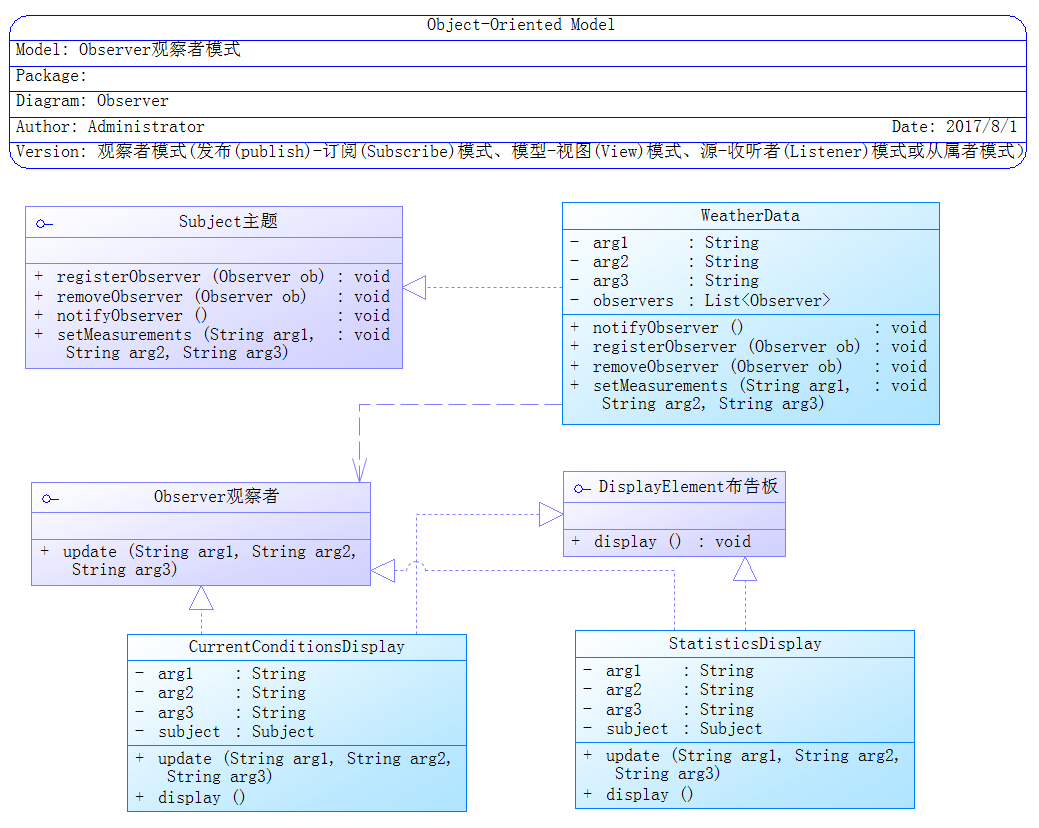 Object-Oriented Model
Model: Observer观察者模式
Package:
Diagram: Observer
Author: Administrator Date: 2017/8/1
Version: 观察者模式(发布(publish)-订阅(Subscribe)模式、模型-视图(View)模式、源-收听者(Listener)模式或从属者模式)
Subject主题
+ registerObserver (Observer ob) : void
+ removeObserver (Observer ob) : void
+ notifyObserver () : void
+ setMeasurements (String arg1, : void
String arg2, String arg3)
WeatherData
- arg1 : String
- arg2 : String
- arg3 : String
- observers : List<Observer>
+ notifyObserver () : void
+ registerObserver (Observer ob) : void
+ removeObserver (Observer ob) : void
+ setMeasurements (String arg1, : void
String arg2, String arg3)
Observer观察者
+ update (String arg1, String arg2,
String arg3)
DisplayElement布告板
+ display () : void
CurrentConditionsDisplay
- arg1 : String
- arg2 : String
- arg3 : String
- subject : Subject
+ update (String arg1, String arg2,
String arg3)
+ display ()
StatisticsDisplay
- arg1 : String
- arg2 : String
- arg3 : String
- subject : Subject
+ update (String arg1, String arg2,
String arg3)
+ display ()